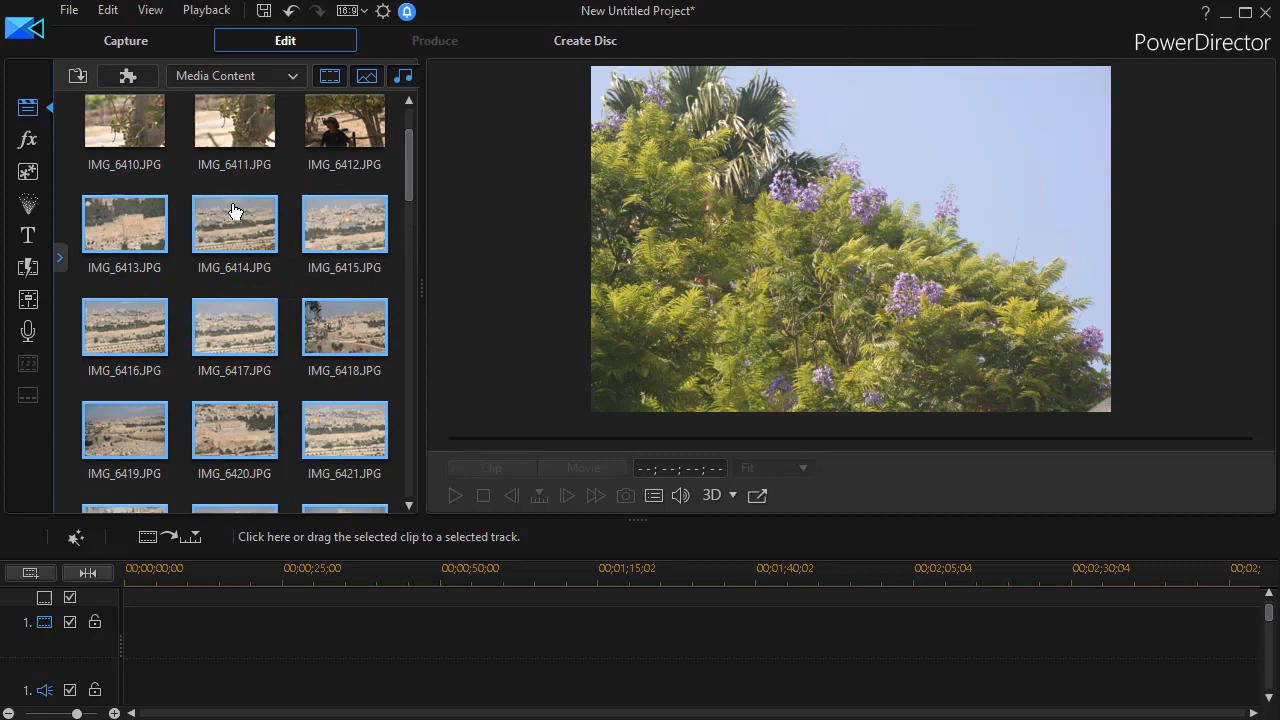 File Edit View Playback 16:9 New Untitled Project* ?
Capture Edit Produce Create Disc PowerDirector
Media Content
IMG_6410.JPG IMG_6411.JPG IMG_6412.JPG
IMG_6413.JPG IMG_6414.JPG IMG_6415.JPG
IMG_6416.JPG IMG_6417.JPG IMG_6418.JPG
IMG_6419.JPG IMG_6420.JPG IMG_6421.JPG
fx
T
123
Clip Movie --;--;--;-- Fit
3D
Click here or drag the selected clip to a selected track.
00;00;00;00 00;00;25;00 00;00;50;00 00;01;15;02 00;01;40;02 00;02;05;04 00;02;30;04 00;02;
1.
1.